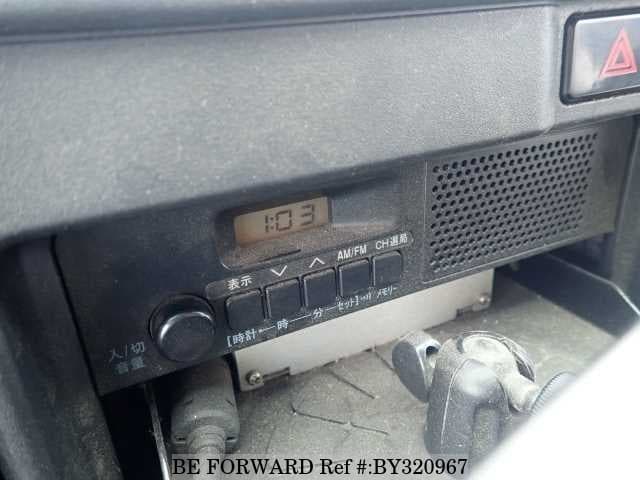 1:03
表示 AM/FM CH選局
[時計 時 分 セット] メモリー
入/切
音量
BE FORWARD Ref #:BY320967